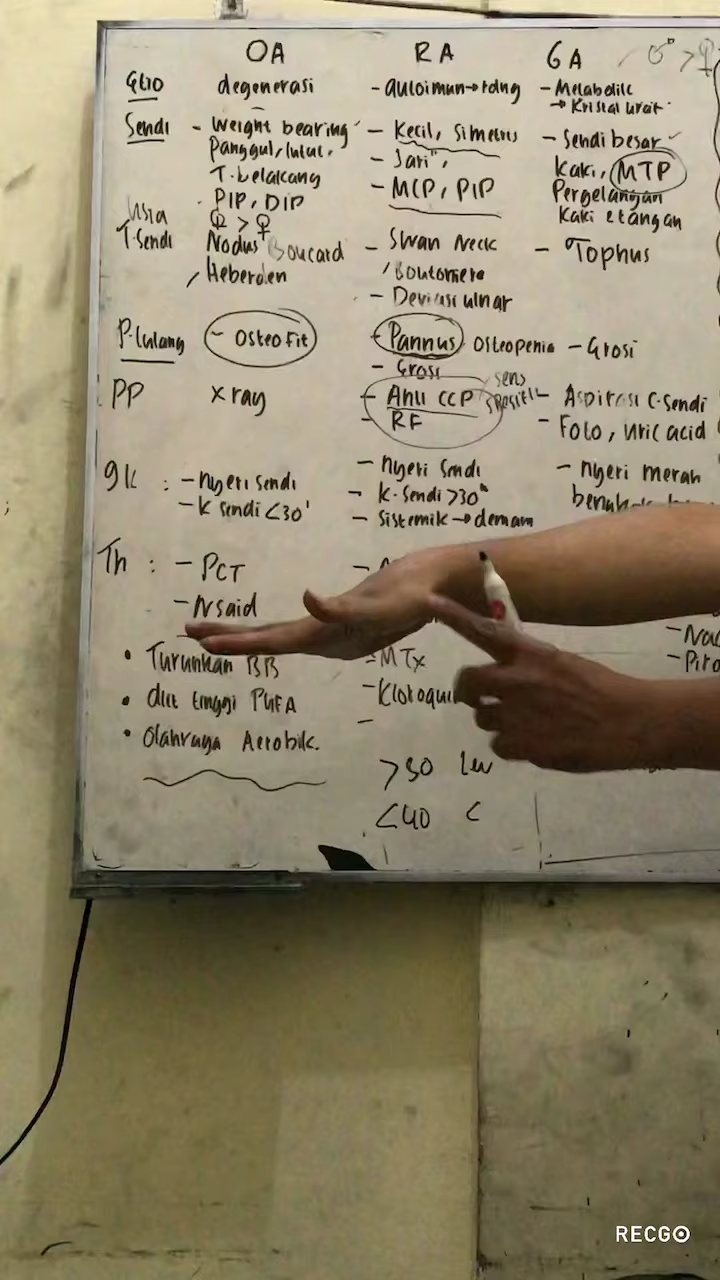 OA RA GA ♂ > ♀
Etio degenerasi - autoimun → rdng - Metabolik
→ Kristal urat
Sendi - Weight bearing - Kecil, Simetris - Sendi besar
Panggul, lutut, - Jari", Kaki, MTP
T. belakang - MCP, PIP Pergelangan
PIP, DIP Kaki & tangan
Usia ♀ > ♀
T. Sendi Nodus Boucard - Swan Neck - Tophus
/ Heberden / Boutoniere
- Deviasi ulnar
P. tulang - Osteofit - Pannus, Osteopenia - Erosi
- Erosi
PP X ray - Anti CCP sens spesifik - Aspirasi C. Sendi
- RF - Foto, uric acid
gk : - nyeri sendi - nyeri sendi - nyeri merah
- K sendi <30' - K. sendi >30"
- Sistemik → demam
Th : - PCT
- Nsaid
• Turunkan BB - MTx
• diet tinggi PUFA
• Olahraga Aerobik.
>30
<40 <
RECGO